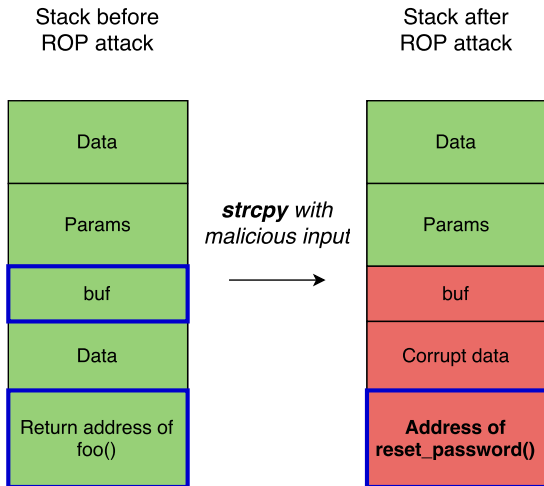 Stack before
ROP attack
Stack after
ROP attack
Data
Params
buf
Data
Return address of
foo()
strcpy with
malicious input
Data
Params
buf
Corrupt data
Address of
reset_password()